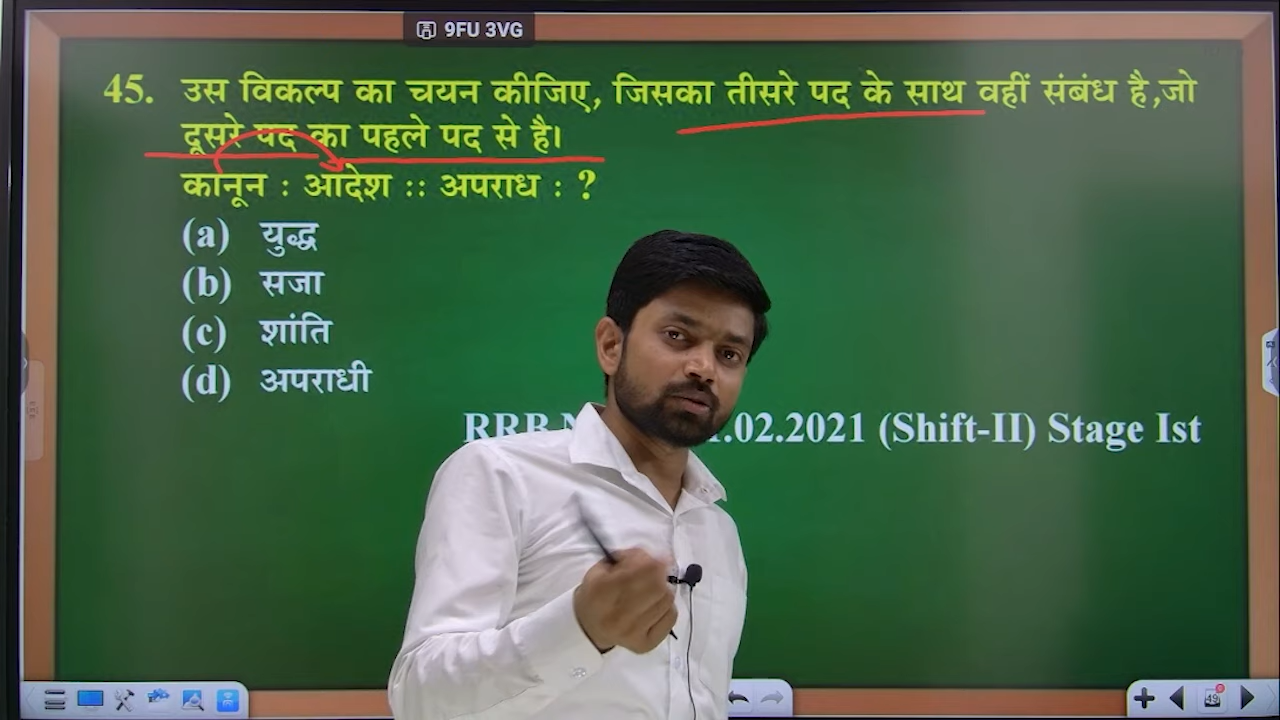 9FU 3VG
45. उस विकल्प का चयन कीजिए, जिसका तीसरे पद के साथ वहीं संबंध है,जो
दूसरे पद का पहले पद से है।
कानून : आदेश :: अपराध : ?
(a) युद्ध
(b) सजा
(c) शांति
(d) अपराधी
RRB .02.2021 (Shift-II) Stage Ist